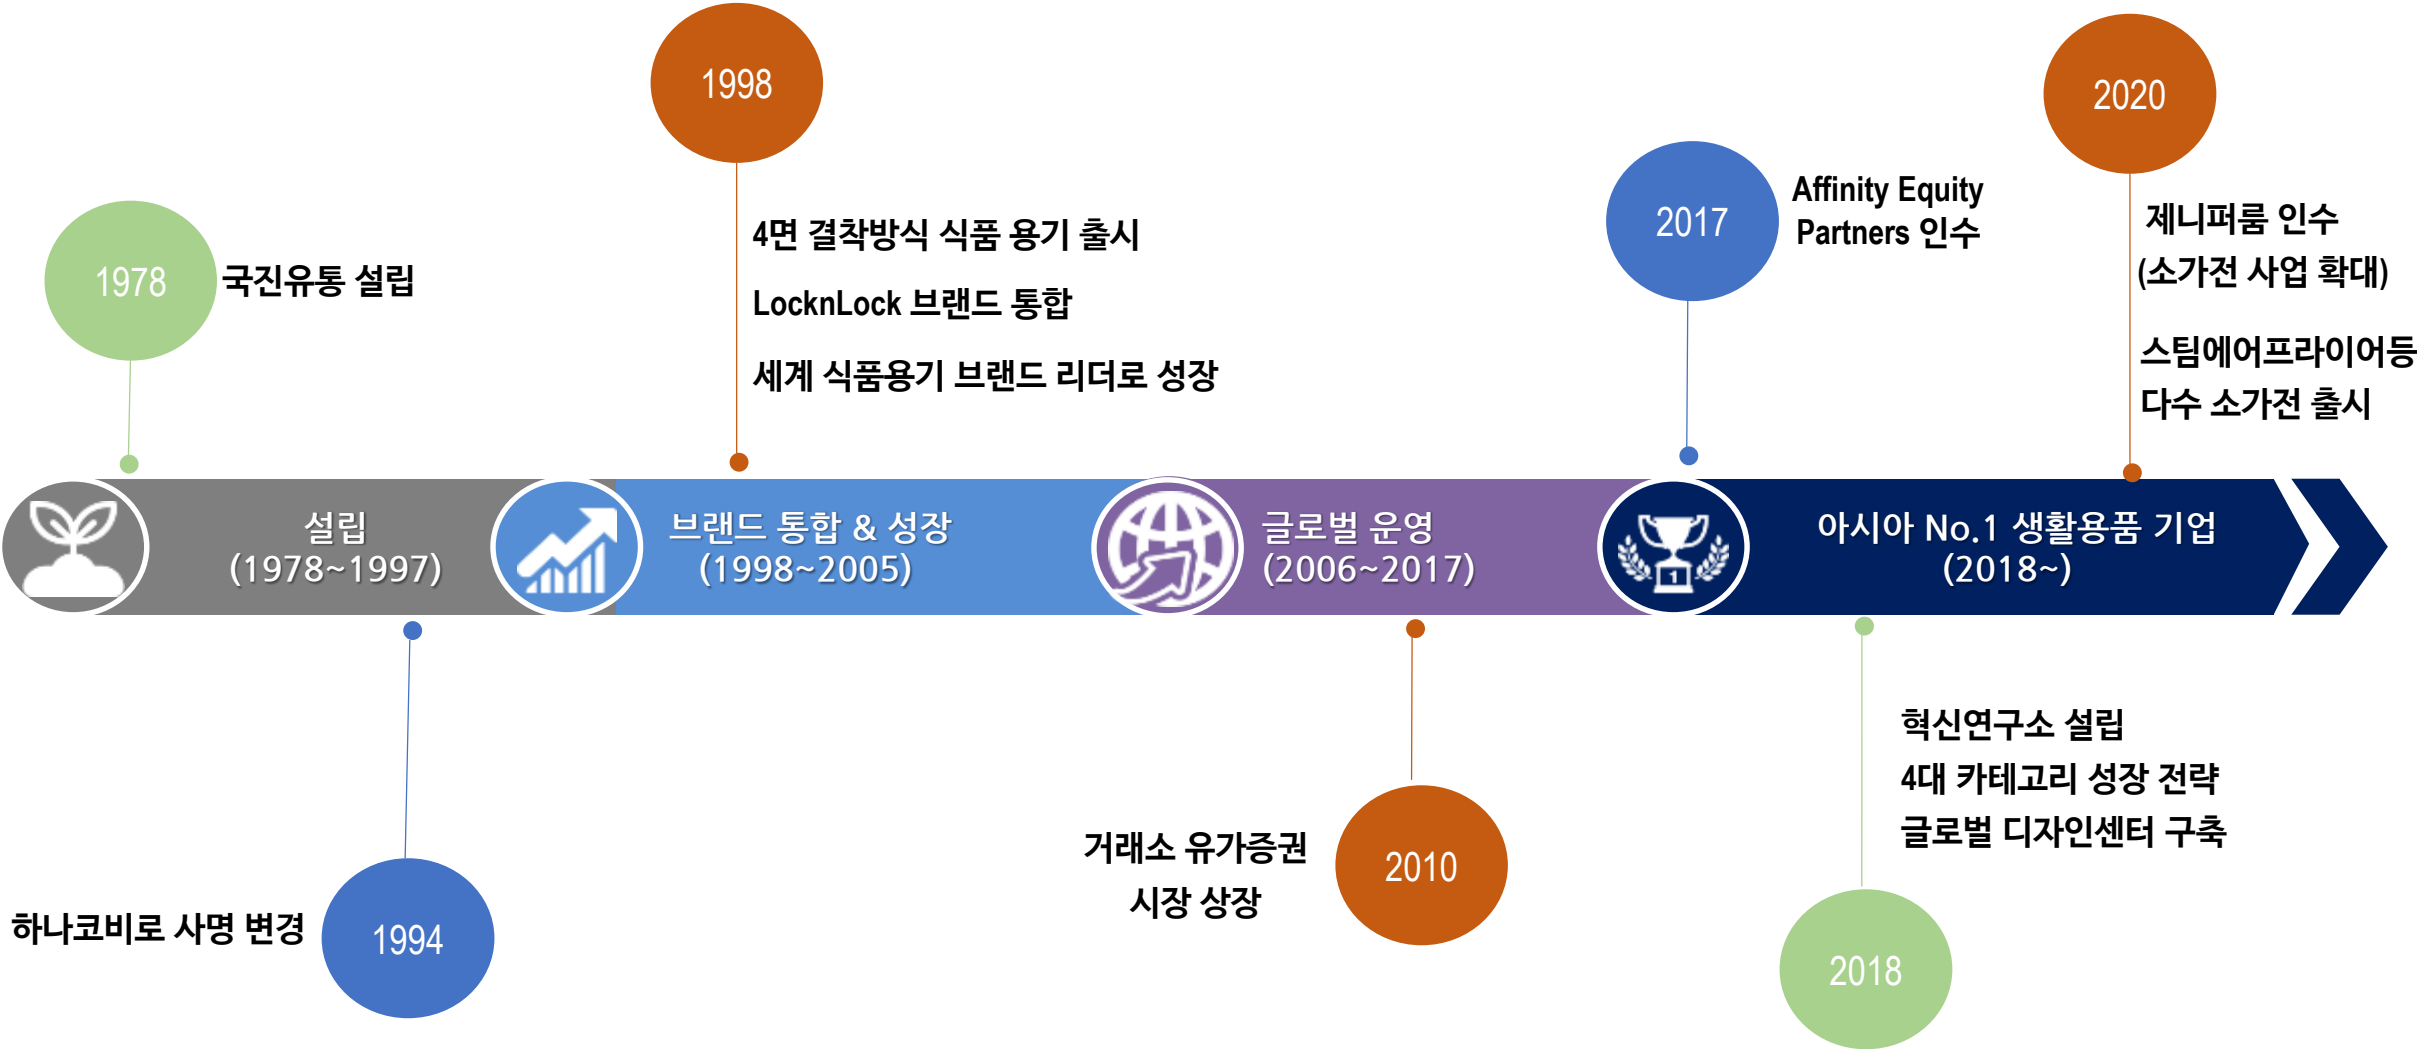 1998
4면 결착방식 식품 용기 출시
LocknLock 브랜드 통합
세계 식품용기 브랜드 리더로 성장
2020
제니퍼룸 인수
(소가전 사업 확대)
스팀에어프라이어등
다수 소가전 출시
2017
Affinity Equity
Partners 인수
1978
국진유통 설립
설립
(1978~1997)
브랜드 통합 & 성장
(1998~2005)
글로벌 운영
(2006~2017)
1
아시아 No.1 생활용품 기업
(2018~)
하나코비로 사명 변경
1994
거래소 유가증권
시장 상장
2010
혁신연구소 설립
4대 카테고리 성장 전략
글로벌 디자인센터 구축
2018